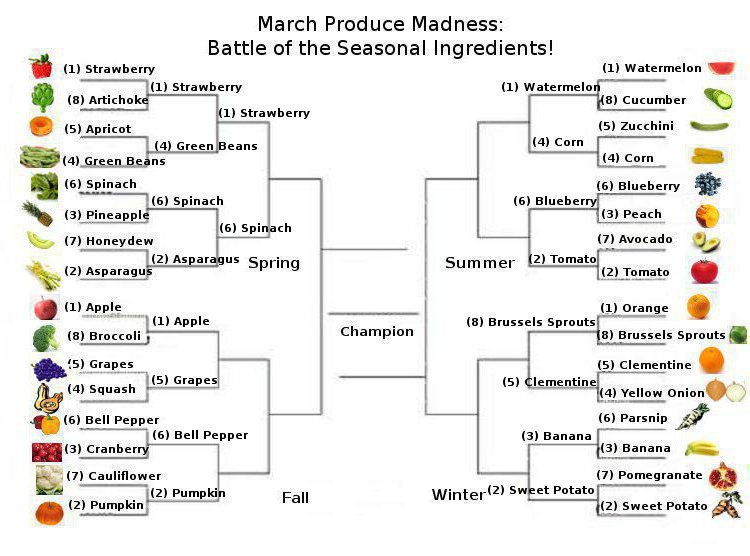 March Produce Madness:
Battle of the Seasonal Ingredients!
(1) Strawberry
(8) Artichoke
(5) Apricot
(4) Green Beans
(6) Spinach
(3) Pineapple
(7) Honeydew
(2) Asparagus
(1) Strawberry
(4) Green Beans
(6) Spinach
(2) Asparagus
(1) Strawberry
(6) Spinach
Spring
(1) Apple
(8) Broccoli
(5) Grapes
(4) Squash
(6) Bell Pepper
(3) Cranberry
(7) Cauliflower
(2) Pumpkin
(1) Apple
(5) Grapes
(6) Bell Pepper
(2) Pumpkin
Fall
Champion
(1) Watermelon
(8) Cucumber
(5) Zucchini
(4) Corn
(6) Blueberry
(3) Peach
(7) Avocado
(2) Tomato
(1) Watermelon
(4) Corn
(6) Blueberry
(2) Tomato
Summer
(1) Orange
(8) Brussels Sprouts
(5) Clementine
(4) Yellow Onion
(6) Parsnip
(3) Banana
(7) Pomegranate
(2) Sweet Potato
(8) Brussels Sprouts
(5) Clementine
(3) Banana
(2) Sweet Potato
Winter